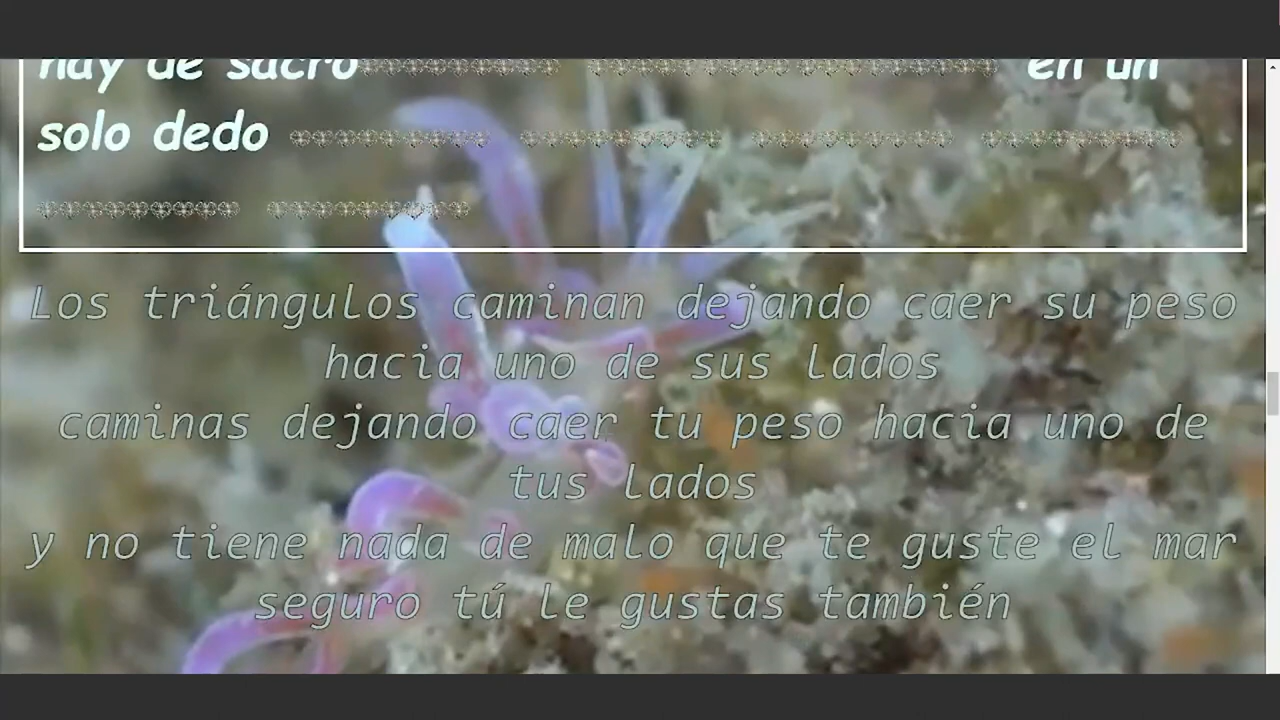 hay de sacro en un
solo dedo
Los triángulos caminan dejando caer su peso
hacia uno de sus lados
caminas dejando caer tu peso hacia uno de
tus lados
y no tiene nada de malo que te guste el mar
seguro tú le gustas también